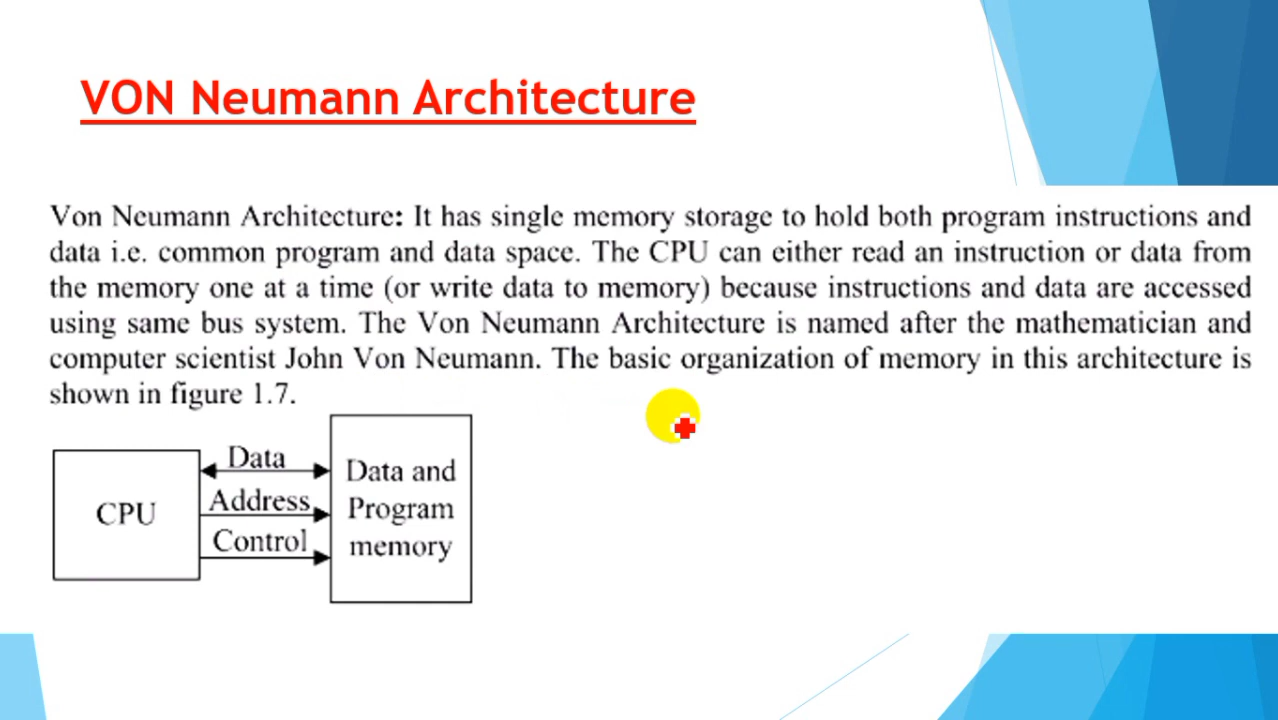 VON Neumann Architecture
Von Neumann Architecture: It has single memory storage to hold both program instructions and
data i.e. common program and data space. The CPU can either read an instruction or data from
the memory one at a time (or write data to memory) because instructions and data are accessed
using same bus system. The Von Neumann Architecture is named after the mathematician and
computer scientist John Von Neumann. The basic organization of memory in this architecture is
shown in figure 1.7.
CPU
Data
Address
Control
Data and
Program
memory